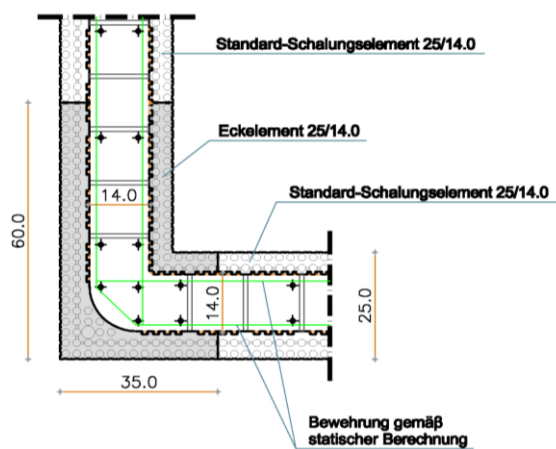 Standard-Schalungselement 25/14.0
Eckelement 25/14.0
Standard-Schalungselement 25/14.0
14.0
60.0
14.0
25.0
35.0
Bewehrung gemäß
statischer Berechnung